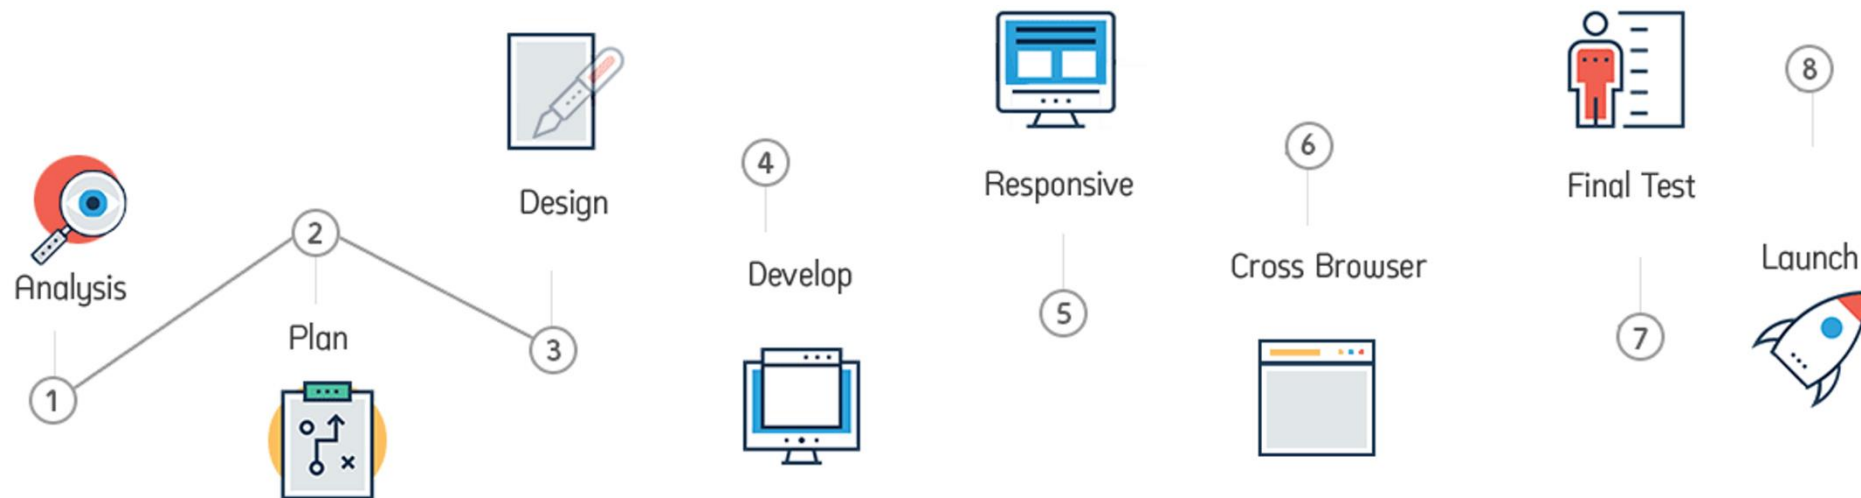 1
Analysis
2
Plan
3
Design
4
Develop
5
Responsive
6
Cross Browser
7
Final Test
8
Launch